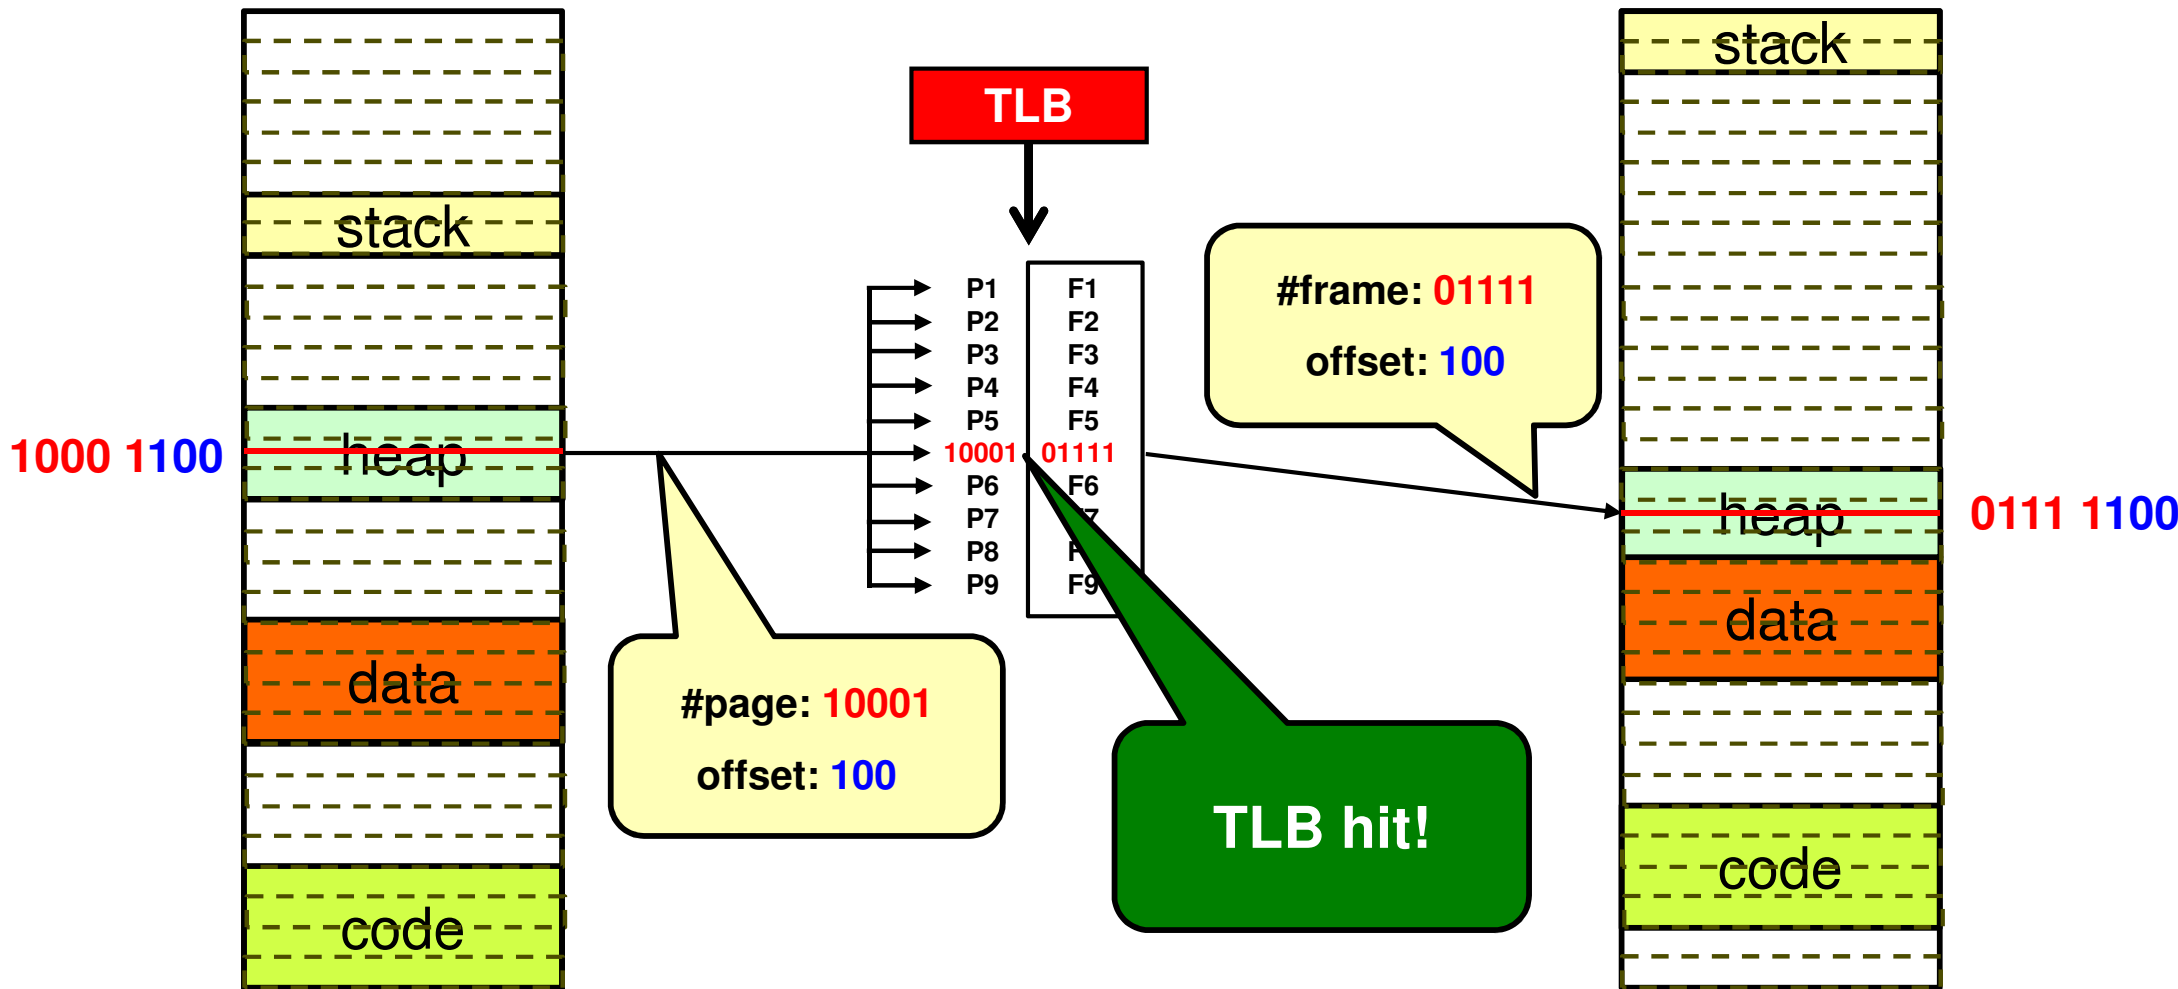 stack
heap
data
code
1000 1100
TLB
P1 F1
P2 F2
P3 F3
P4 F4
P5 F5
10001 01111
P6 F6
P7
P8
P9 F9
#page: 10001
offset: 100
TLB hit!
#frame: 01111
offset: 100
stack
heap
data
code
0111 1100